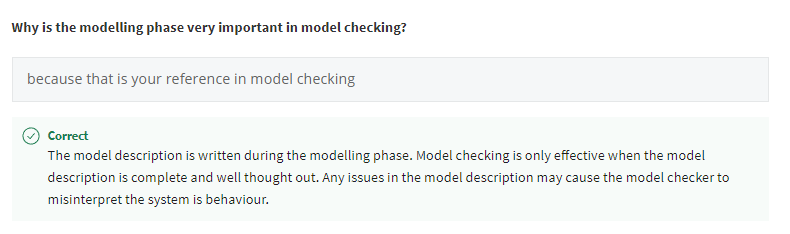 Why is the modelling phase very important in model checking?
because that is your reference in model checking
Correct
The model description is written during the modelling phase. Model checking is only effective when the model
description is complete and well thought out. Any issues in the model description may cause the model checker to
misinterpret the system is behaviour.